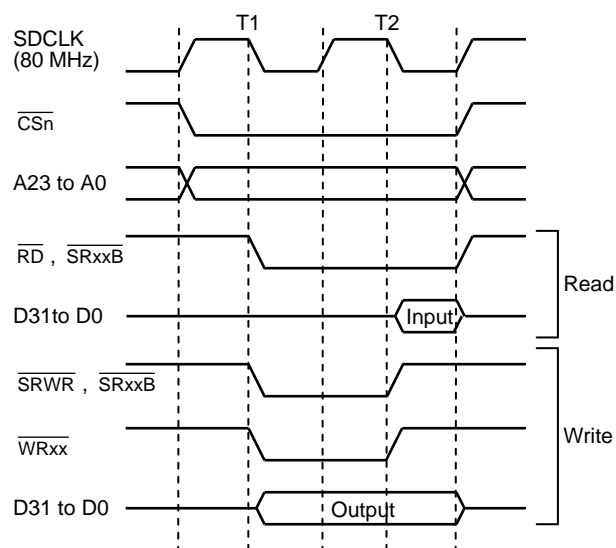 T1 T2
SDCLK
(80 MHz)
CSn
A23 to A0
RD , SRxxB
D31to D0
Input
Read
SRWR , SRxxB
WRxx
Write
D31 to D0
Output